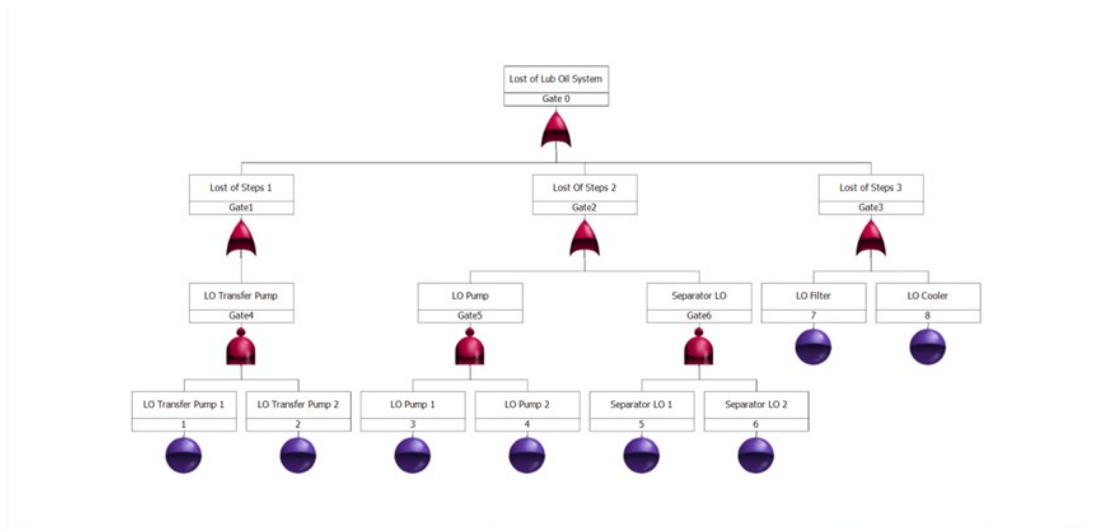 Lost of Lub Oil System
Gate 0
Lost of Steps 1
Gate1
Lost Of Steps 2
Gate2
Lost of Steps 3
Gate3
LO Transfer Pump
Gate4
LO Pump
Gate5
Separator LO
Gate6
LO Filter
7
LO Cooler
8
LO Transfer Pump 1
1
LO Transfer Pump 2
2
LO Pump 1
3
LO Pump 2
4
Separator LO 1
5
Separator LO 2
6